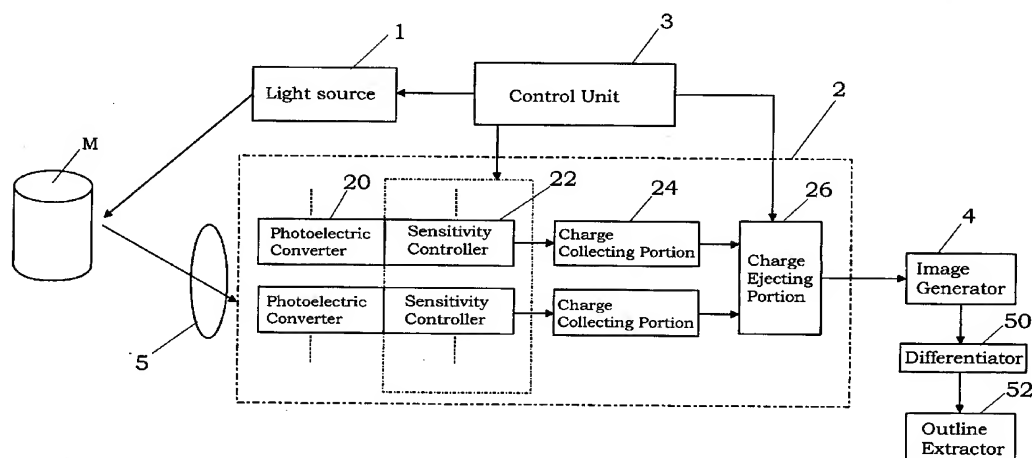 1
3
Light source
Control Unit
2
M
20
22
24
26
Photoelectric
Converter
Sensitivity
Controller
Charge
Collecting Portion
Charge
Ejecting
Portion
4
Image
Generator
Photoelectric
Converter
Sensitivity
Controller
Charge
Collecting Portion
5
50
Differentiator
52
Outline
Extractor